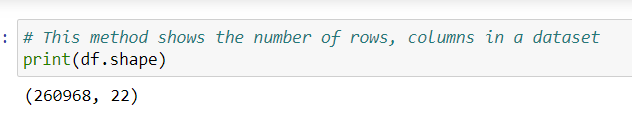 : # This method shows the number of rows, columns in a dataset
print(df.shape)
(260968, 22)